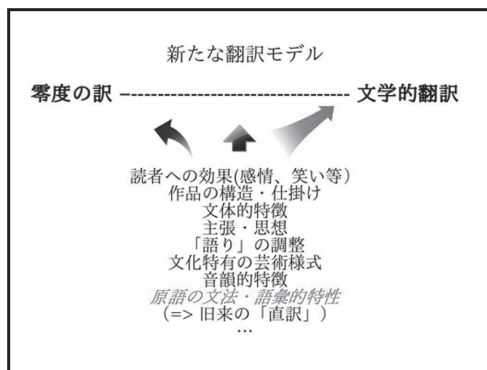 新たな翻訳モデル
零度の訳 ----------------------------------- 文学的翻訳
読者への効果(感情、笑い等)
作品の構造・仕掛け
文体的特徴
主張・思想
「語り」の調整
文化特有の芸術様式
音韻的特徴
原語の文法・語彙的特性
(=> 旧来の「直訳」)
…